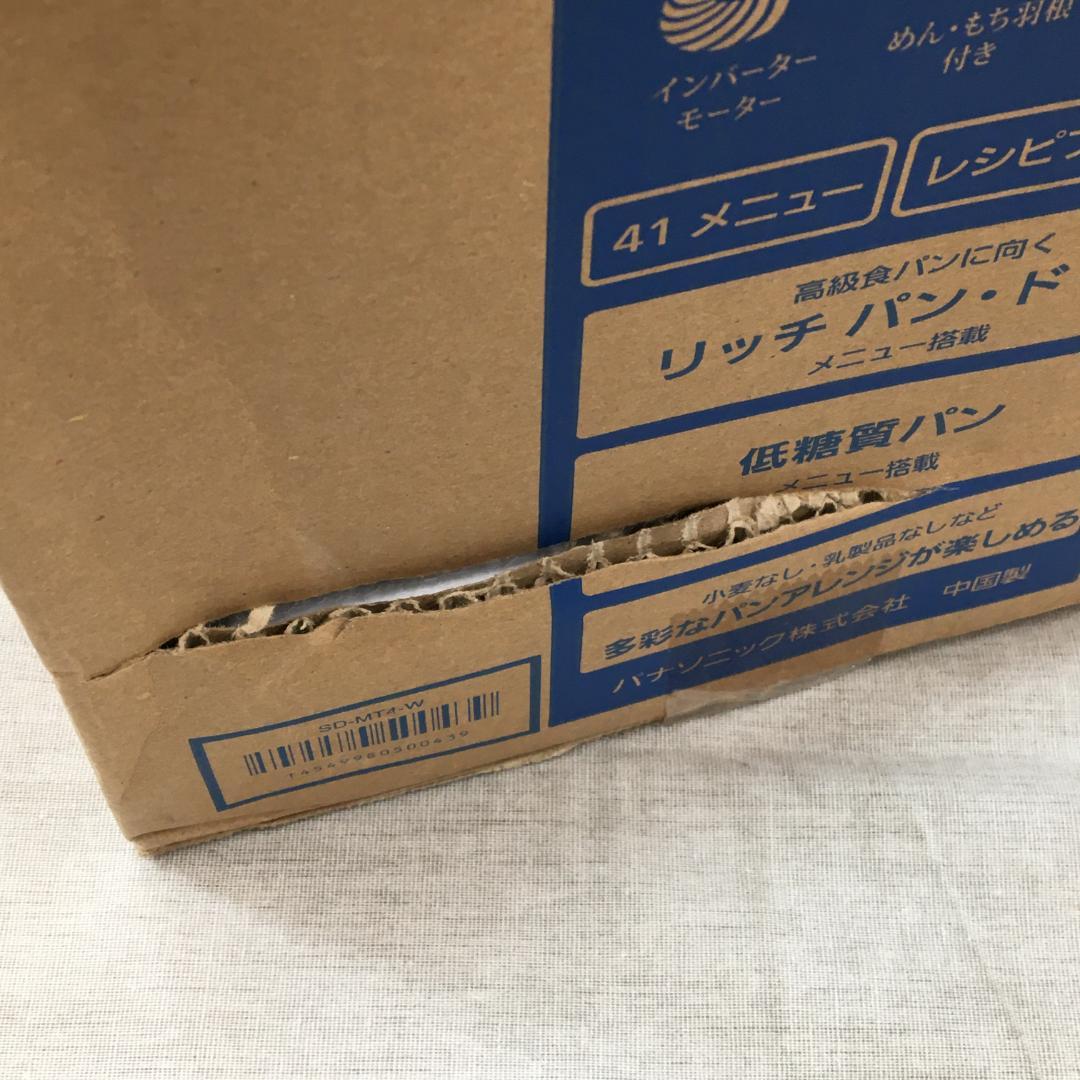 インバーター
モーター
めん・もち羽根
付き
41 メニュー
レシピブ
高級食パンに向く
リッチ パン・ド
メニュー搭載
低糖質パン
メニュー搭載
小麦なし・乳製品なしなど
多彩なパンアレンジが楽しめる
パナソニック株式会社 中国製
SD-MT4-W
T4549980500439